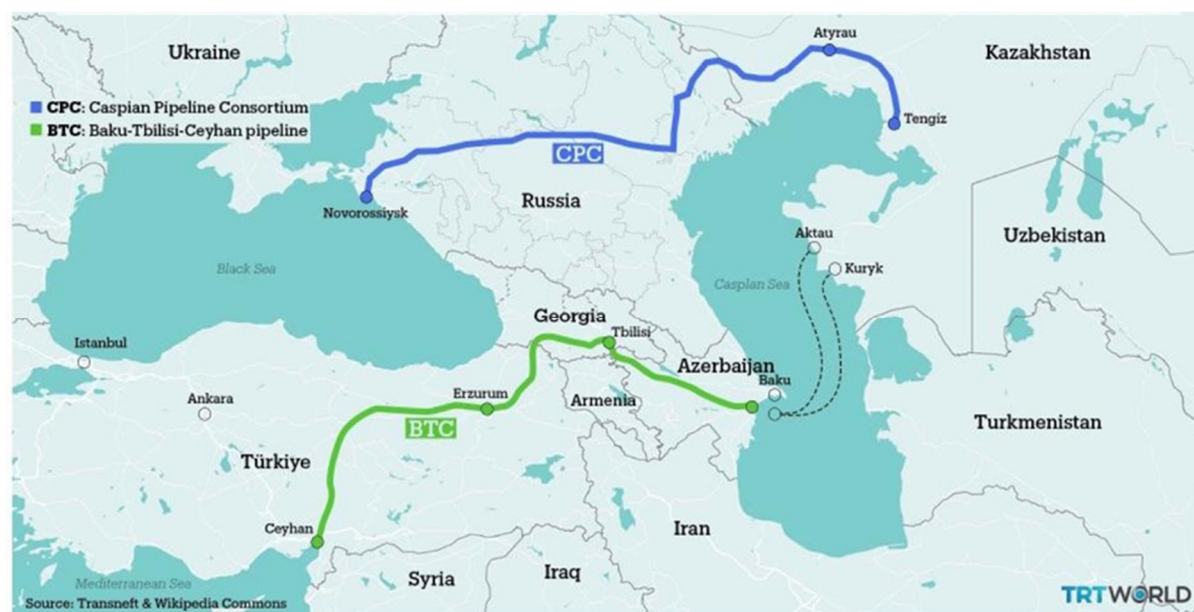 Ukraine
Atyrau
Kazakhstan
CPC: Caspian Pipeline Consortium
BTC: Baku-Tbilisi-Ceyhan pipeline
Tengiz
CPC
Novorossiysk
Russia
Aktau
Uzbekistan
Black Sea
Kuryk
Caspian Sea
Georgia
Tbilisi
Istanbul
Azerbaijan
Baku
Erzurum
Ankara
Armenia
BTC
Turkmenistan
Türkiye
Ceyhan
Iran
Syria
Iraq
Mediterranean Sea
Source: Transneft & Wikipedia Commons
TRTWORLD